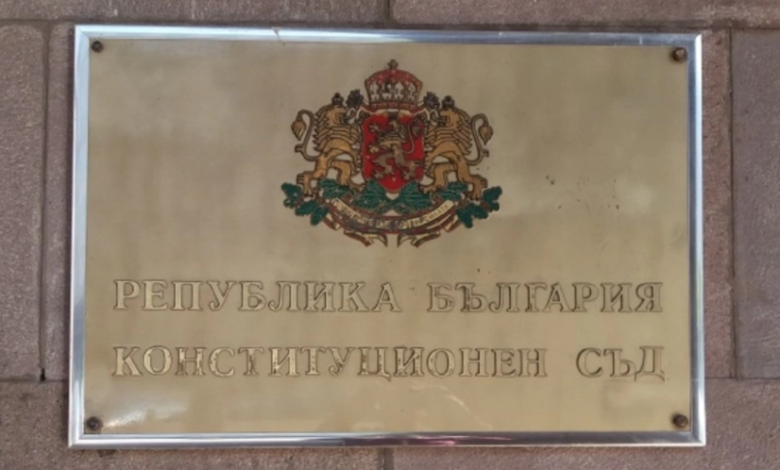 РЕПУБЛИКА БЪЛГАРИЯ
КОНСТИТУЦИОНЕН СЪД